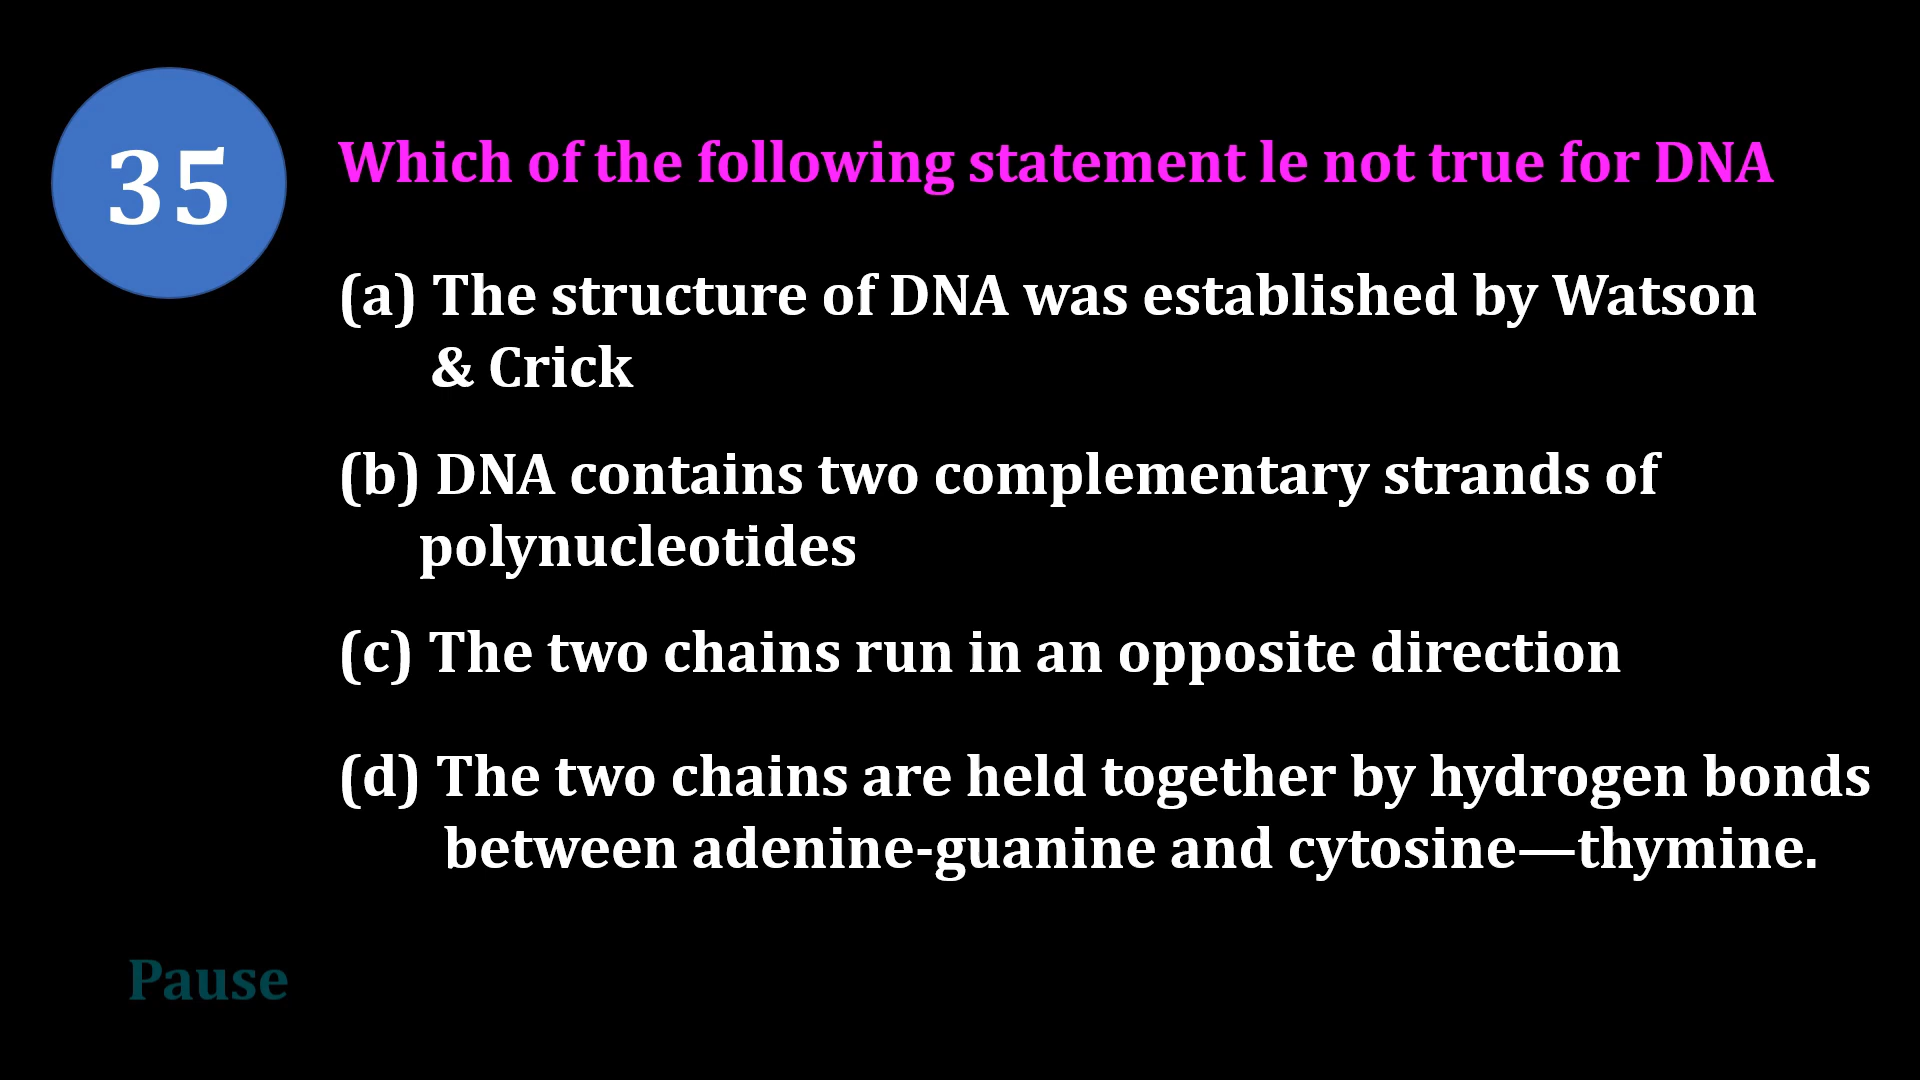 35
Which of the following statement le not true for DNA
(a) The structure of DNA was established by Watson
& Crick
(b) DNA contains two complementary strands of
polynucleotides
(c) The two chains run in an opposite direction
(d) The two chains are held together by hydrogen bonds
between adenine-guanine and cytosine—thymine.
Pause